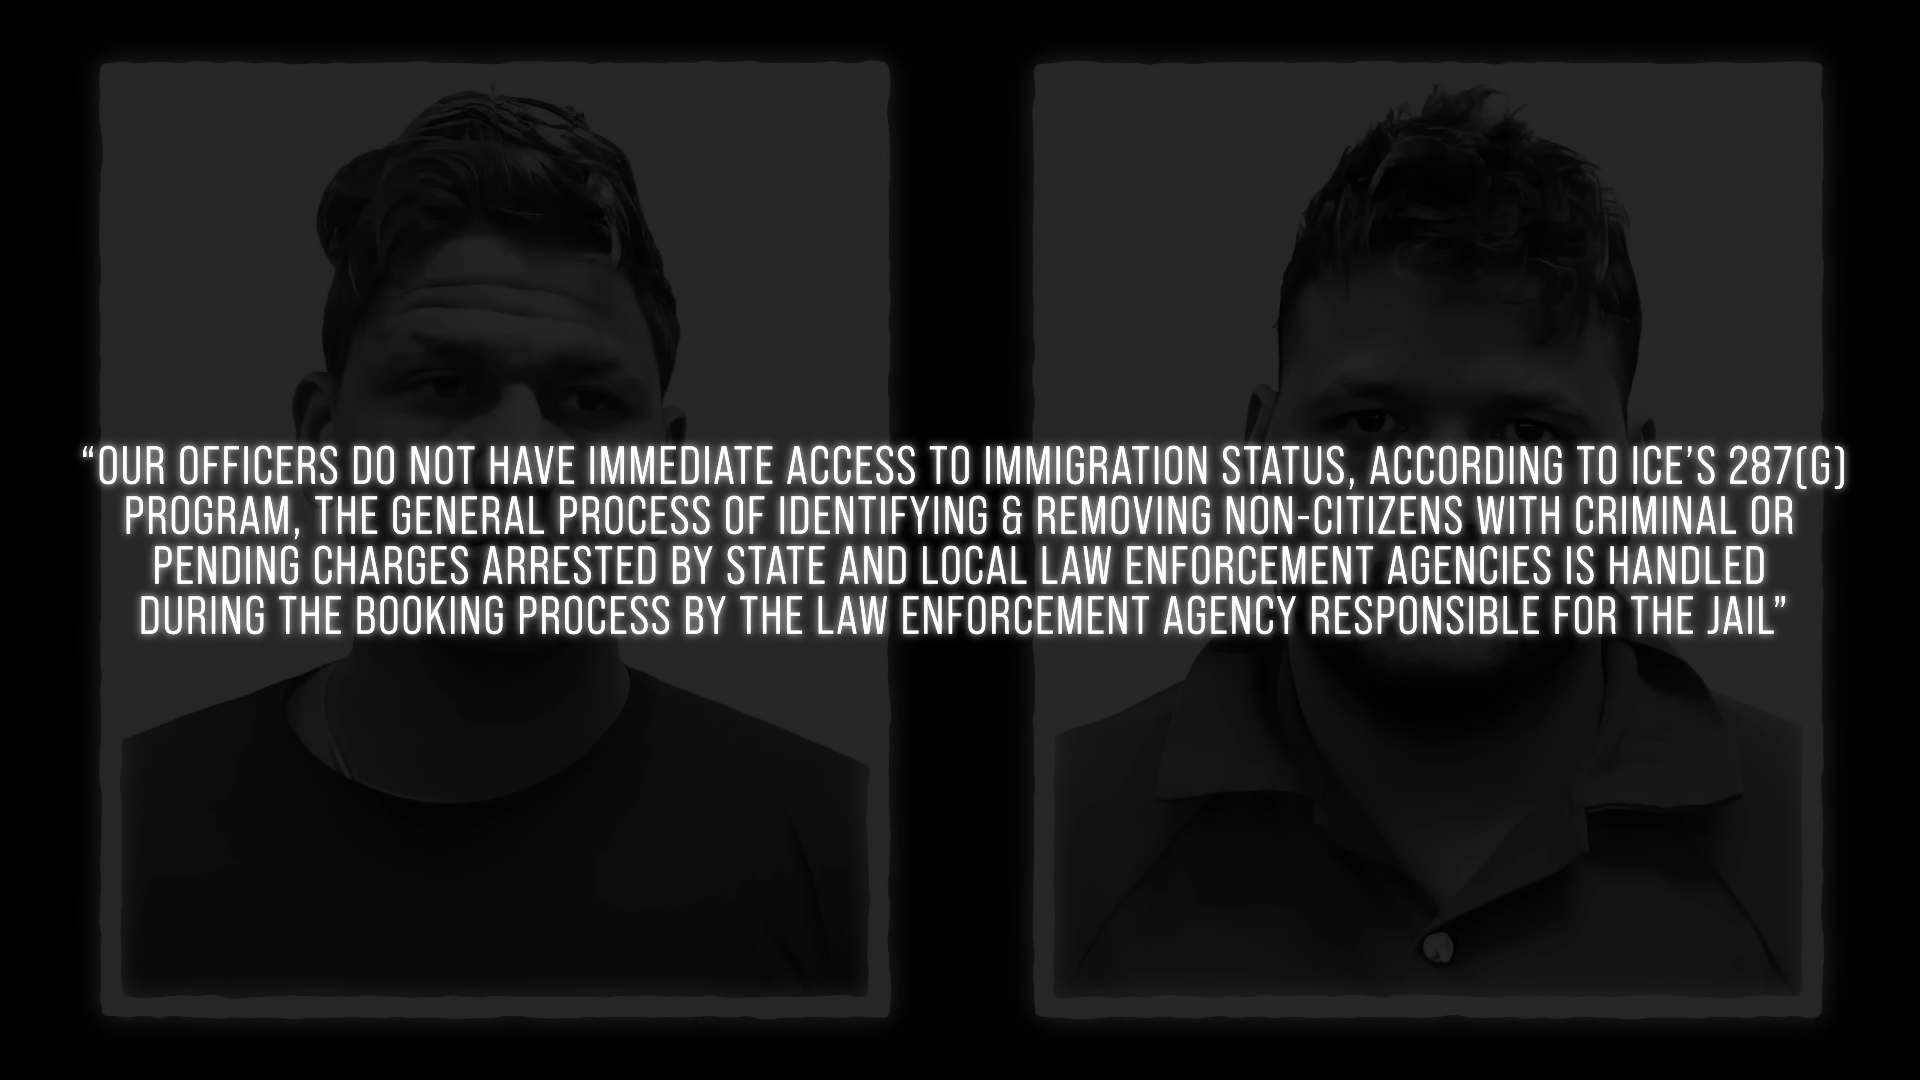 “OUR OFFICERS DO NOT HAVE IMMEDIATE ACCESS TO IMMIGRATION STATUS, ACCORDING TO ICE’S 287(G)
PROGRAM, THE GENERAL PROCESS OF IDENTIFYING & REMOVING NON-CITIZENS WITH CRIMINAL OR
PENDING CHARGES ARRESTED BY STATE AND LOCAL LAW ENFORCEMENT AGENCIES IS HANDLED
DURING THE BOOKING PROCESS BY THE LAW ENFORCEMENT AGENCY RESPONSIBLE FOR THE JAIL”